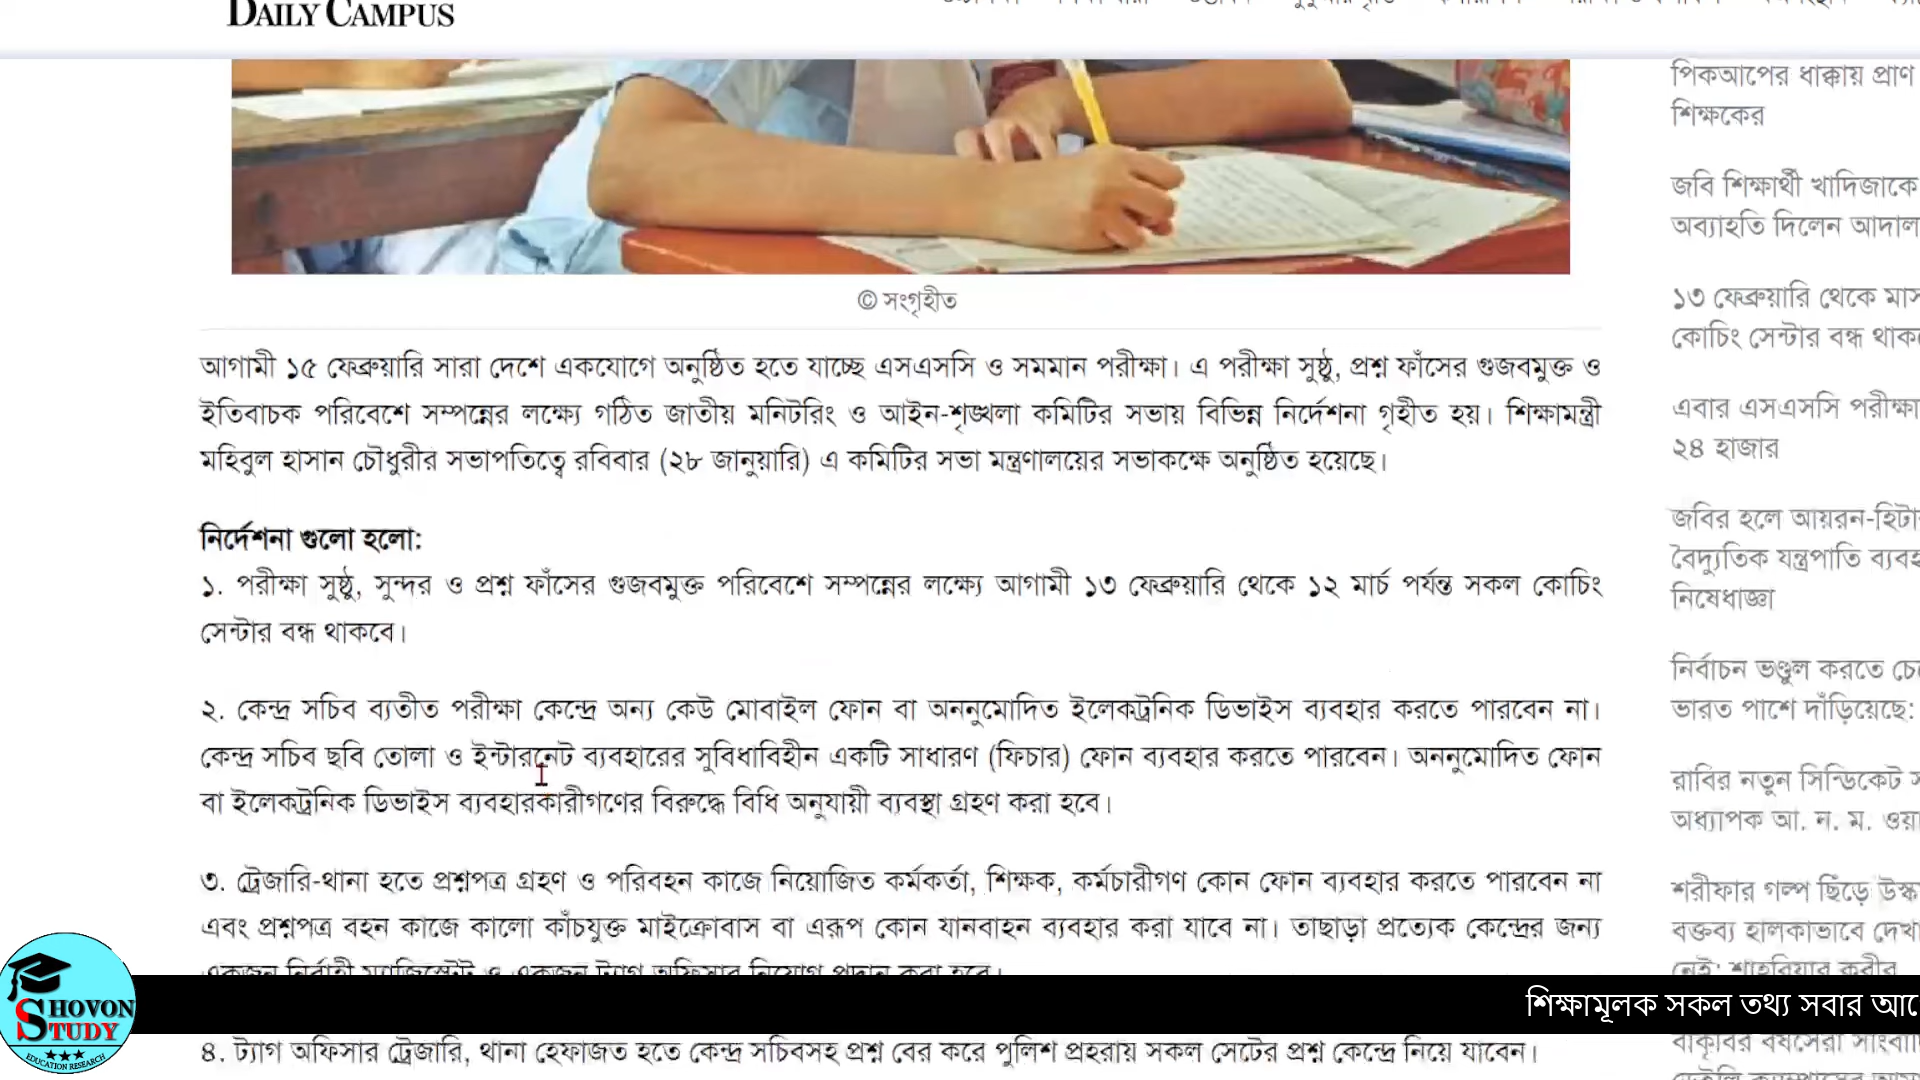 DAILY CAMPUS
© সংগৃহীত
আগামী ১৫ ফেব্রুয়ারি সারা দেশে একযোগে অনুষ্ঠিত হতে যাচ্ছে এসএসসি ও সমমান পরীক্ষা। এ পরীক্ষা সুষ্ঠু, প্রশ্ন ফাঁসের গুজবমুক্ত ও
ইতিবাচক পরিবেশে সম্পন্নের লক্ষ্যে গঠিত জাতীয় মনিটরিং ও আইন-শৃঙ্খলা কমিটির সভায় বিভিন্ন নির্দেশনা গৃহীত হয়। শিক্ষামন্ত্রী
মহিবুল হাসান চৌধুরীর সভাপতিত্বে রবিবার (২৮ জানুয়ারি) এ কমিটির সভা মন্ত্রণালয়ের সভাকক্ষে অনুষ্ঠিত হয়েছে।
নির্দেশনা গুলো হলো:
১. পরীক্ষা সুষ্ঠু, সুন্দর ও প্রশ্ন ফাঁসের গুজবমুক্ত পরিবেশে সম্পন্নের লক্ষ্যে আগামী ১৩ ফেব্রুয়ারি থেকে ১২ মার্চ পর্যন্ত সকল কোচিং
সেন্টার বন্ধ থাকবে।
২. কেন্দ্র সচিব ব্যতীত পরীক্ষা কেন্দ্রে অন্য কেউ মোবাইল ফোন বা অননুমোদিত ইলেকট্রনিক ডিভাইস ব্যবহার করতে পারবেন না।
কেন্দ্র সচিব ছবি তোলা ও ইন্টারনেট ব্যবহারের সুবিধাবিহীন একটি সাধারণ (ফিচার) ফোন ব্যবহার করতে পারবেন। অননুমোদিত ফোন
বা ইলেকট্রনিক ডিভাইস ব্যবহারকারীগণের বিরুদ্ধে বিধি অনুযায়ী ব্যবস্থা গ্রহণ করা হবে।
৩. ট্রেজারি-থানা হতে প্রশ্নপত্র গ্রহণ ও পরিবহন কাজে নিয়োজিত কর্মকর্তা, শিক্ষক, কর্মচারীগণ কোন ফোন ব্যবহার করতে পারবেন না
এবং প্রশ্নপত্র বহন কাজে কালো কাঁচযুক্ত মাইক্রোবাস বা এরূপ কোন যানবাহন ব্যবহার করা যাবে না। তাছাড়া প্রত্যেক কেন্দ্রের জন্য
একজন নির্বাহী ম্যাজিস্ট্রেট ও একজন ট্যাগ অফিসার নিয়োগ প্রদান করা হবে।
৪. ট্যাগ অফিসার ট্রেজারি, থানা হেফাজত হতে কেন্দ্র সচিবসহ প্রশ্ন বের করে পুলিশ প্রহরায় সকল সেটের প্রশ্ন কেন্দ্রে নিয়ে যাবেন।
পিকআপের ধাক্কায় প্রাণ
শিক্ষকের
জবি শিক্ষার্থী খাদিজাকে
অব্যাহতি দিলেন
১৩ ফেব্রুয়ারি থেকে
কোচিং সেন্টার বন্ধ
এবার এসএসসি
২৪ হাজার
জবির হলে
বৈদ্যুতিক যন্ত্রপাতি
নিষেধাজ্ঞা
নির্বাচন ভণ্ডুল করতে
ভারত পাশে দাঁড়িয়েছে:
রাবির নতুন সিন্ডিকেট
অধ্যাপক আ. ন. ম.
শরীফার গল্প ছিঁড়ে
বক্তব্য হালকাভাবে
নেই: শাহরিয়ার কবীর
SHOVON
STUDY
EDUCATION RESEARCH
শিক্ষামূলক সকল তথ্য সবার